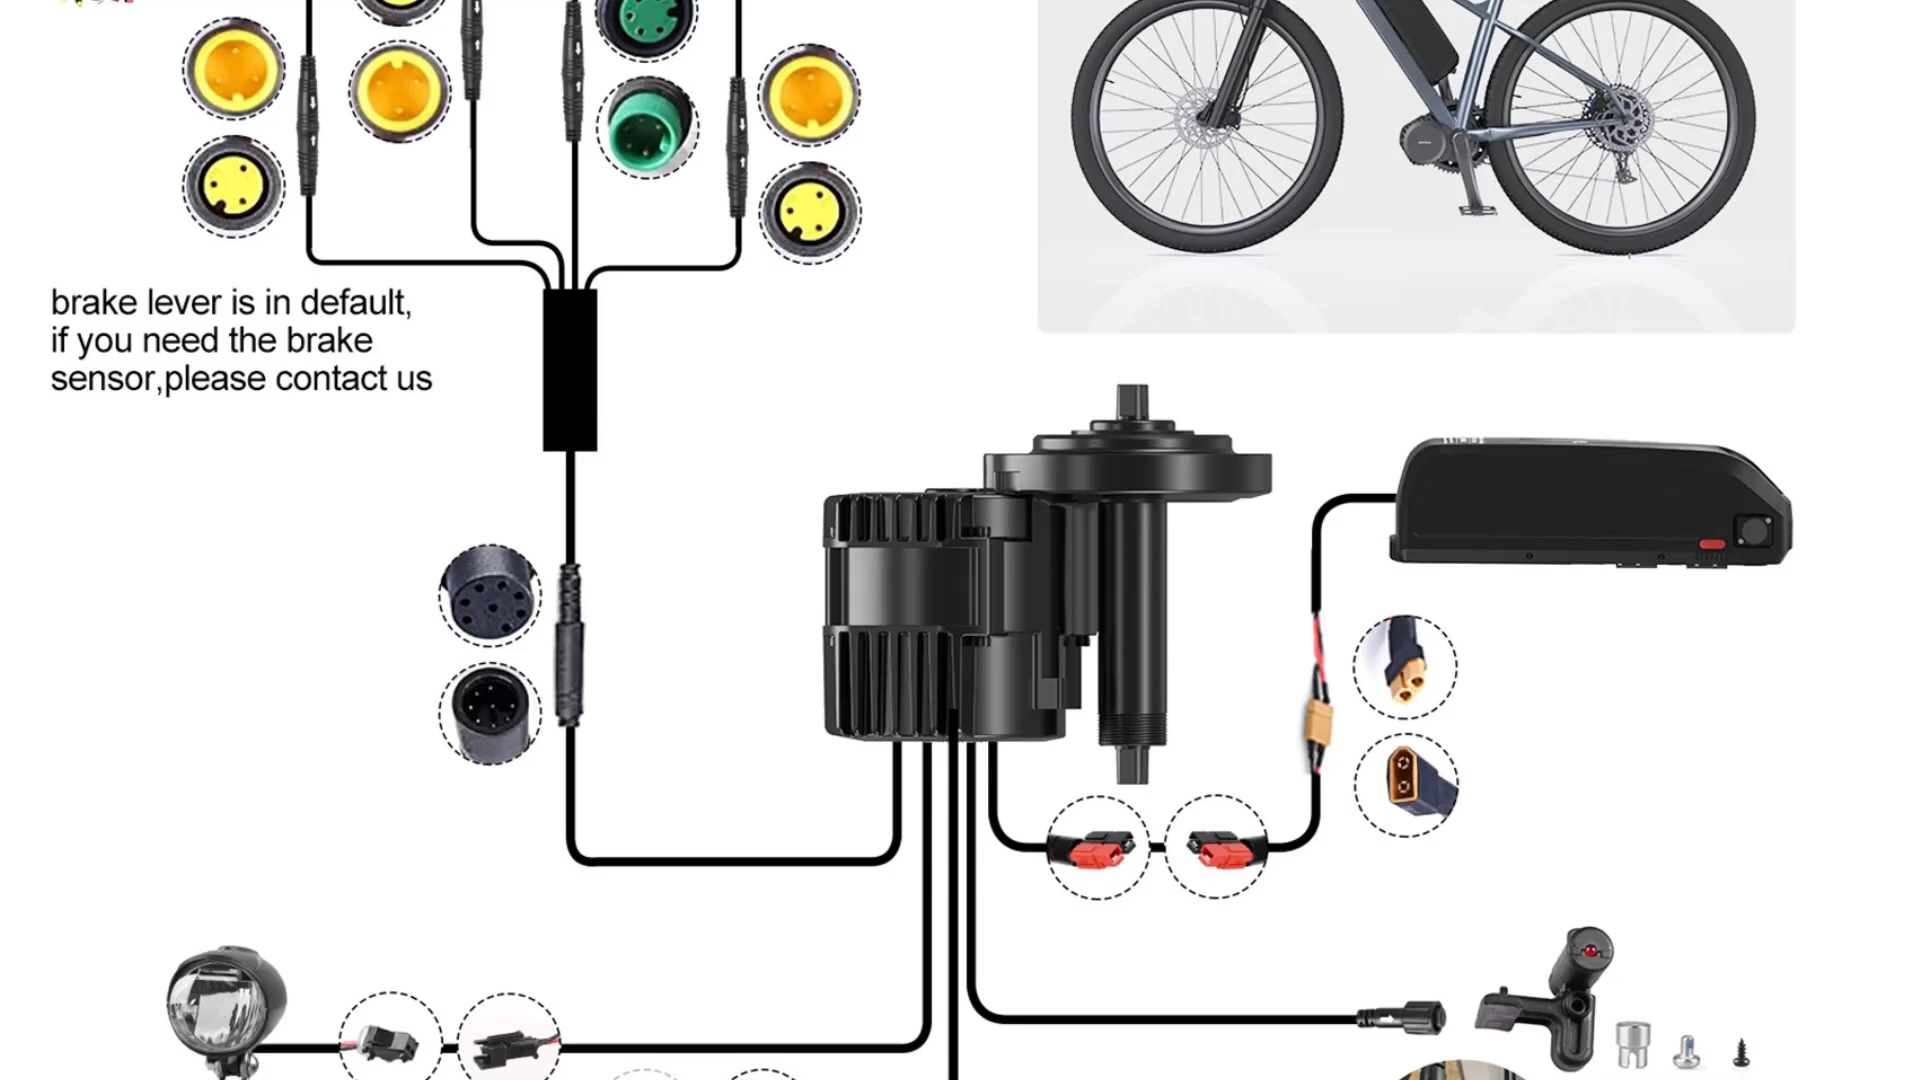 brake lever is in default,
if you need the brake
sensor,please contact us